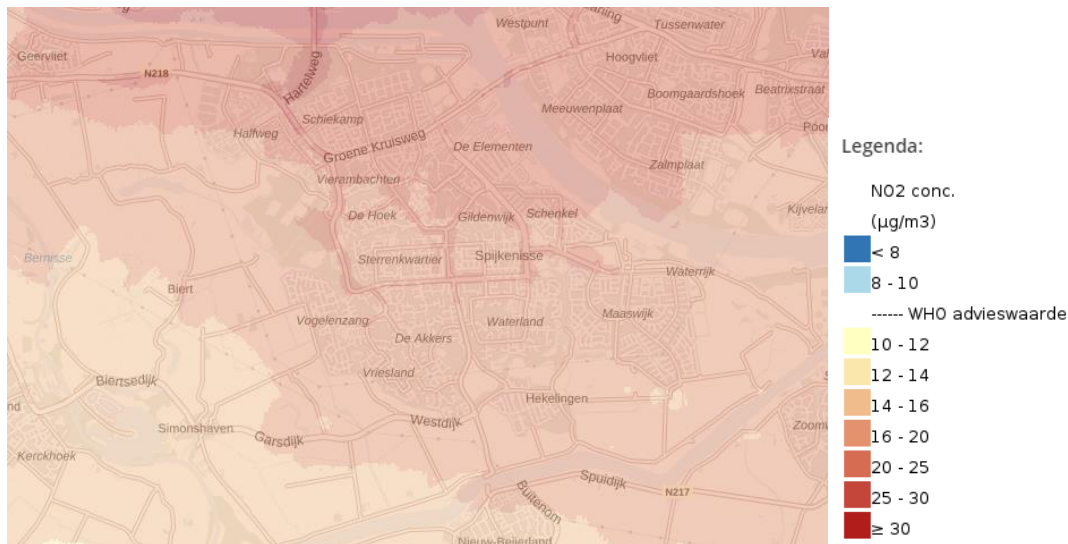 Westpunt
Tussenwater
Geervliet
Hoogvliet
N218
Hartelweg
Boomgaardshoek
Beatrixstraat
Meeuwenplaat
Schiekamp
Halfweg
Groene Kruisweg
De Elementen
Zalmplaat
Vierambachten
De Hoek
Gildenwijk
Schenkel
Bernisse
Sterrenkwartier
Spijkenisse
Waterrijk
Biert
Vogelenzang
Waterland
Maaswijk
De Akkers
Vriesland
Biertsedijk
Hekelingen
Simonshaven
Garsdijk
Westdijk
Kerckhoek
Spuidijk
N217
Buitenom
Nieuw-Beijerland
Legenda:
NO2 conc.
(µg/m3)
< 8
8 - 10
------ WHO advieswaarde
10 - 12
12 - 14
14 - 16
16 - 20
20 - 25
25 - 30
≥ 30